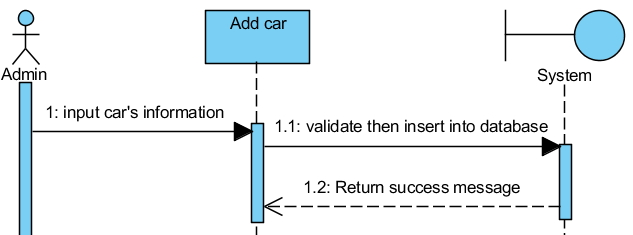 Add car
Admin
System
1: input car's information
1.1: validate then insert into database
1.2: Return success message